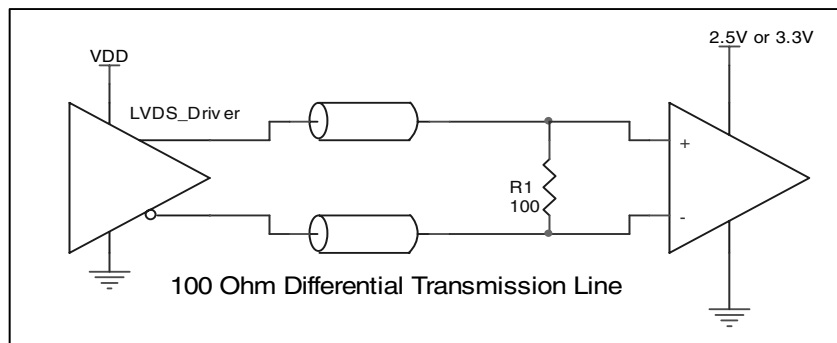 2.5V or 3.3V
VDD
LVDS_Driver
+
R1
100
-
100 Ohm Differential Transmission Line